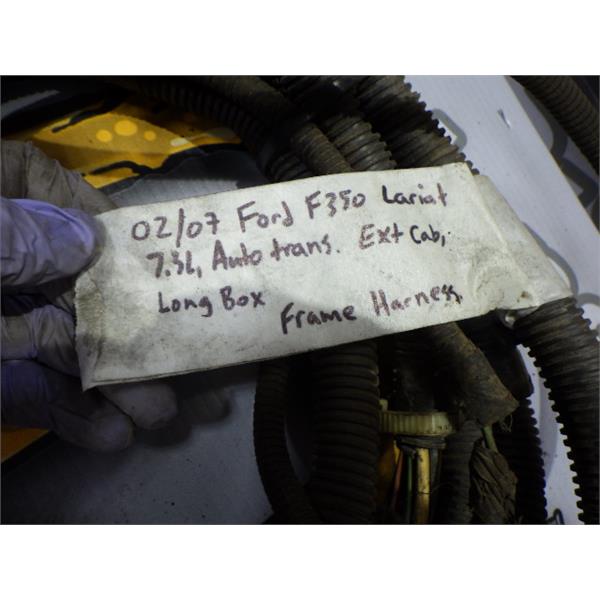 02/07 Ford F350 Lariat
7.3L, Auto trans. Ext Cab,
Long Box Frame Harness.